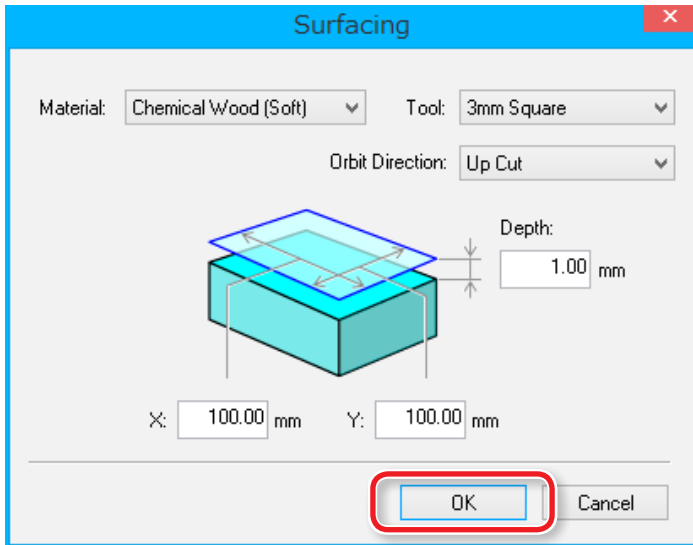 Surfacing
Material: Chemical Wood (Soft) Tool: 3mm Square
Orbit Direction: Up Cut
Depth:
1.00 mm
X: 100.00 mm Y: 100.00 mm
OK Cancel